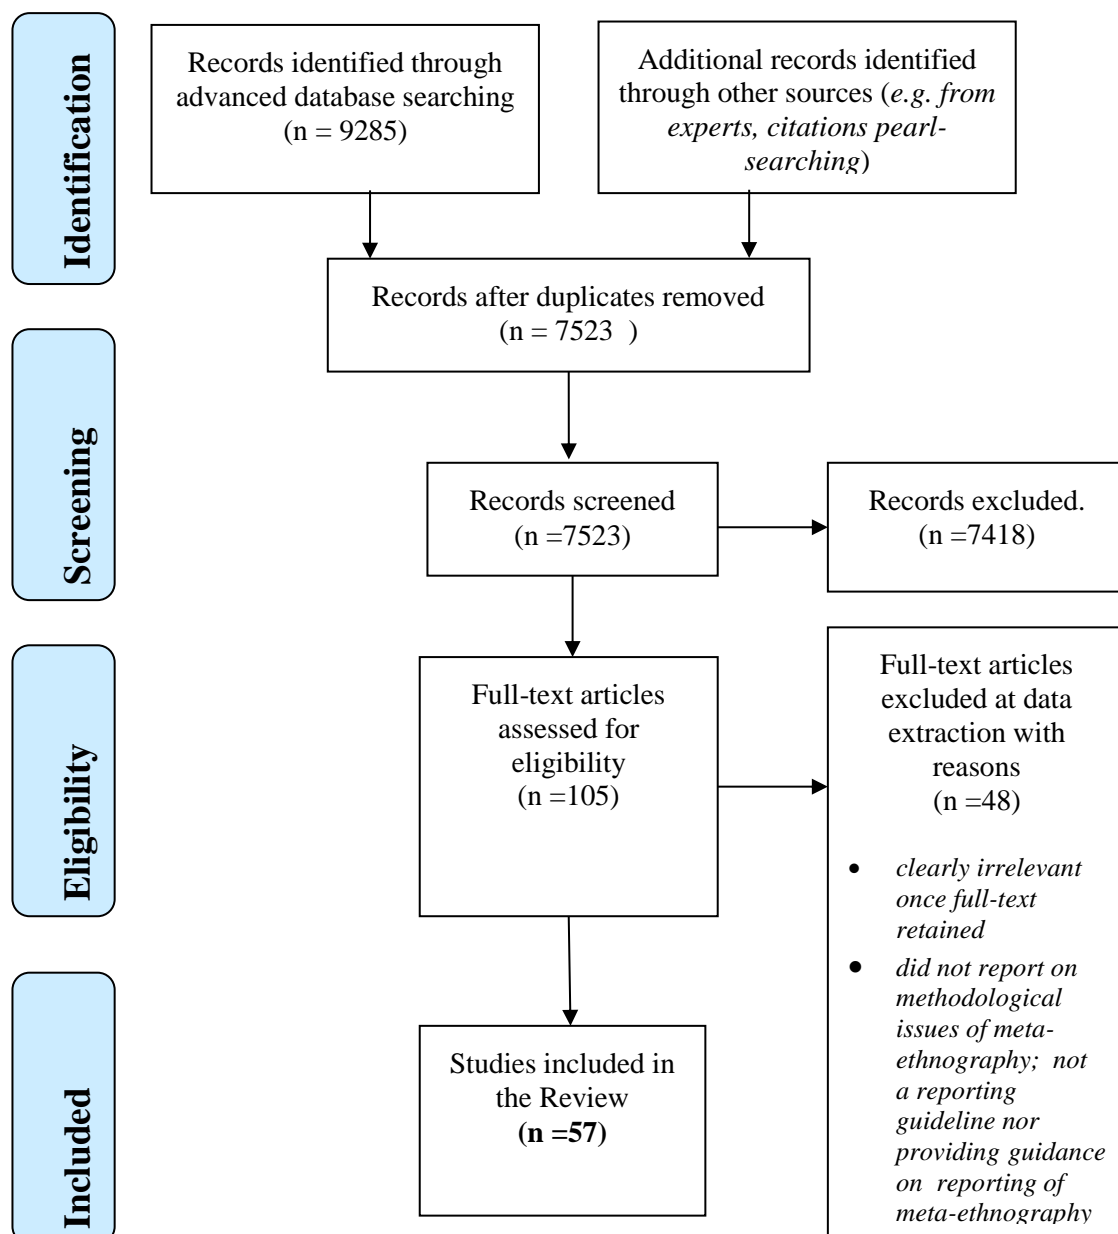 Identification
Records identified through
advanced database searching
(n = 9285)
Additional records identified
through other sources (e.g. from
experts, citations pearl-
searching)
Records after duplicates removed
(n = 7523  )
Screening
Records screened
(n =7523)
Records excluded.
(n =7418)
Eligibility
Full-text articles
assessed for
eligibility
(n =105)
Full-text articles
excluded at data
extraction with
reasons
(n =48)
• clearly irrelevant
once full-text
retained
• did not report on
methodological
issues of meta-
ethnography;  not
a reporting
guideline nor
providing guidance
on  reporting of
meta-ethnography
Included
Studies included in
the Review
(n =57)